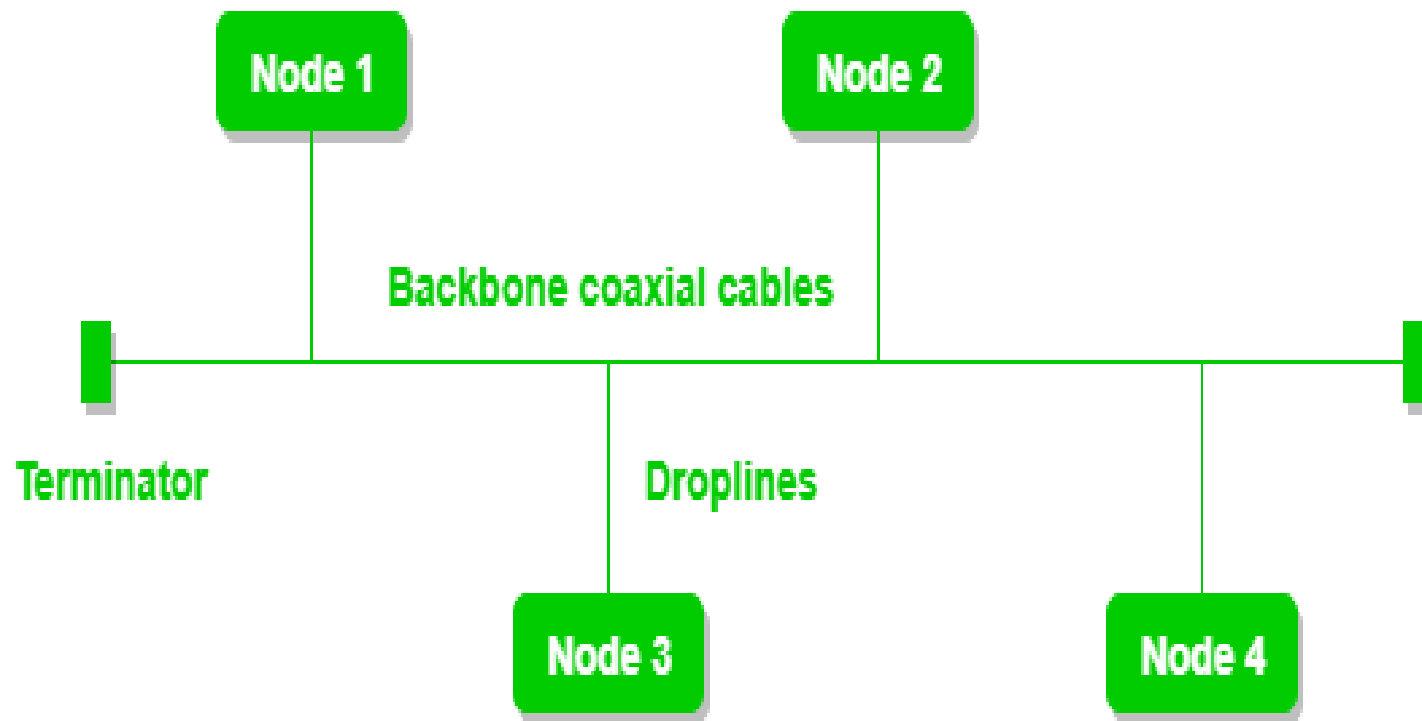 Node 1
Node 2
Backbone coaxial cables
Terminator
Droplines
Node 3
Node 4